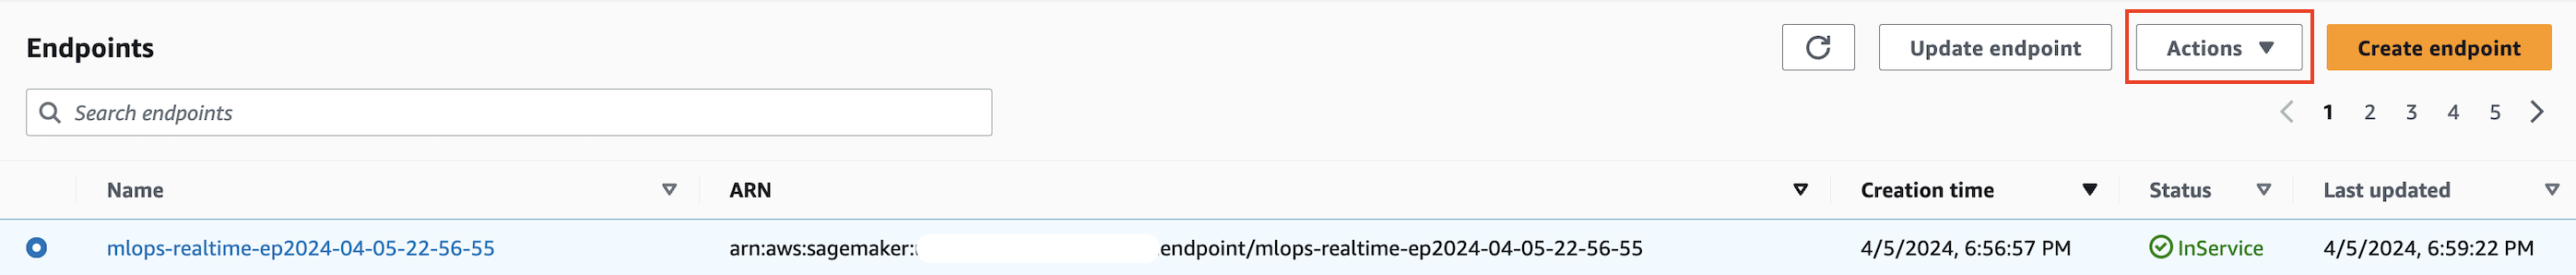 Endpoints
Update endpoint
Actions
Create endpoint
Search endpoints
1 2 3 4 5
Name ARN Creation time Status Last updated
mlops-realtime-ep2024-04-05-22-56-55 arn:aws:sagemaker: endpoint/mlops-realtime-ep2024-04-05-22-56-55 4/5/2024, 6:56:57 PM InService 4/5/2024, 6:59:22 PM